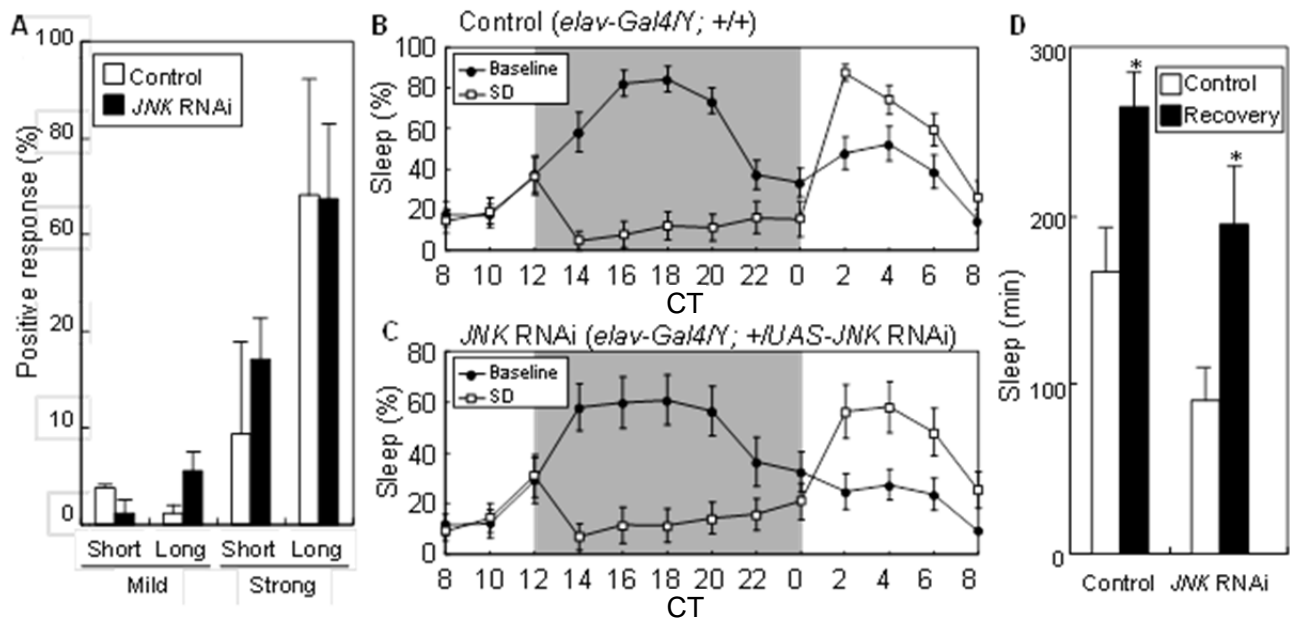 A
100
80
60
20
10
0
Positive response (%)
Control
JNK RNAi
Short Long Short Long
Mild Strong
B Control (elav-Gal4/Y; +/+)
100
80
60
40
20
0
Sleep (%)
Baseline
SD
8 10 12 14 16 18 20 22 0 2 4 6 8
CT
C JNK RNAi (elav-Gal4/Y; +/UAS-JNK RNAi)
80
60
40
20
0
Sleep (%)
Baseline
SD
8 10 12 14 16 18 20 22 0 2 4 6 8
CT
D
300
200
100
0
Sleep (min)
Control
Recovery
*
*
Control JNK RNAi